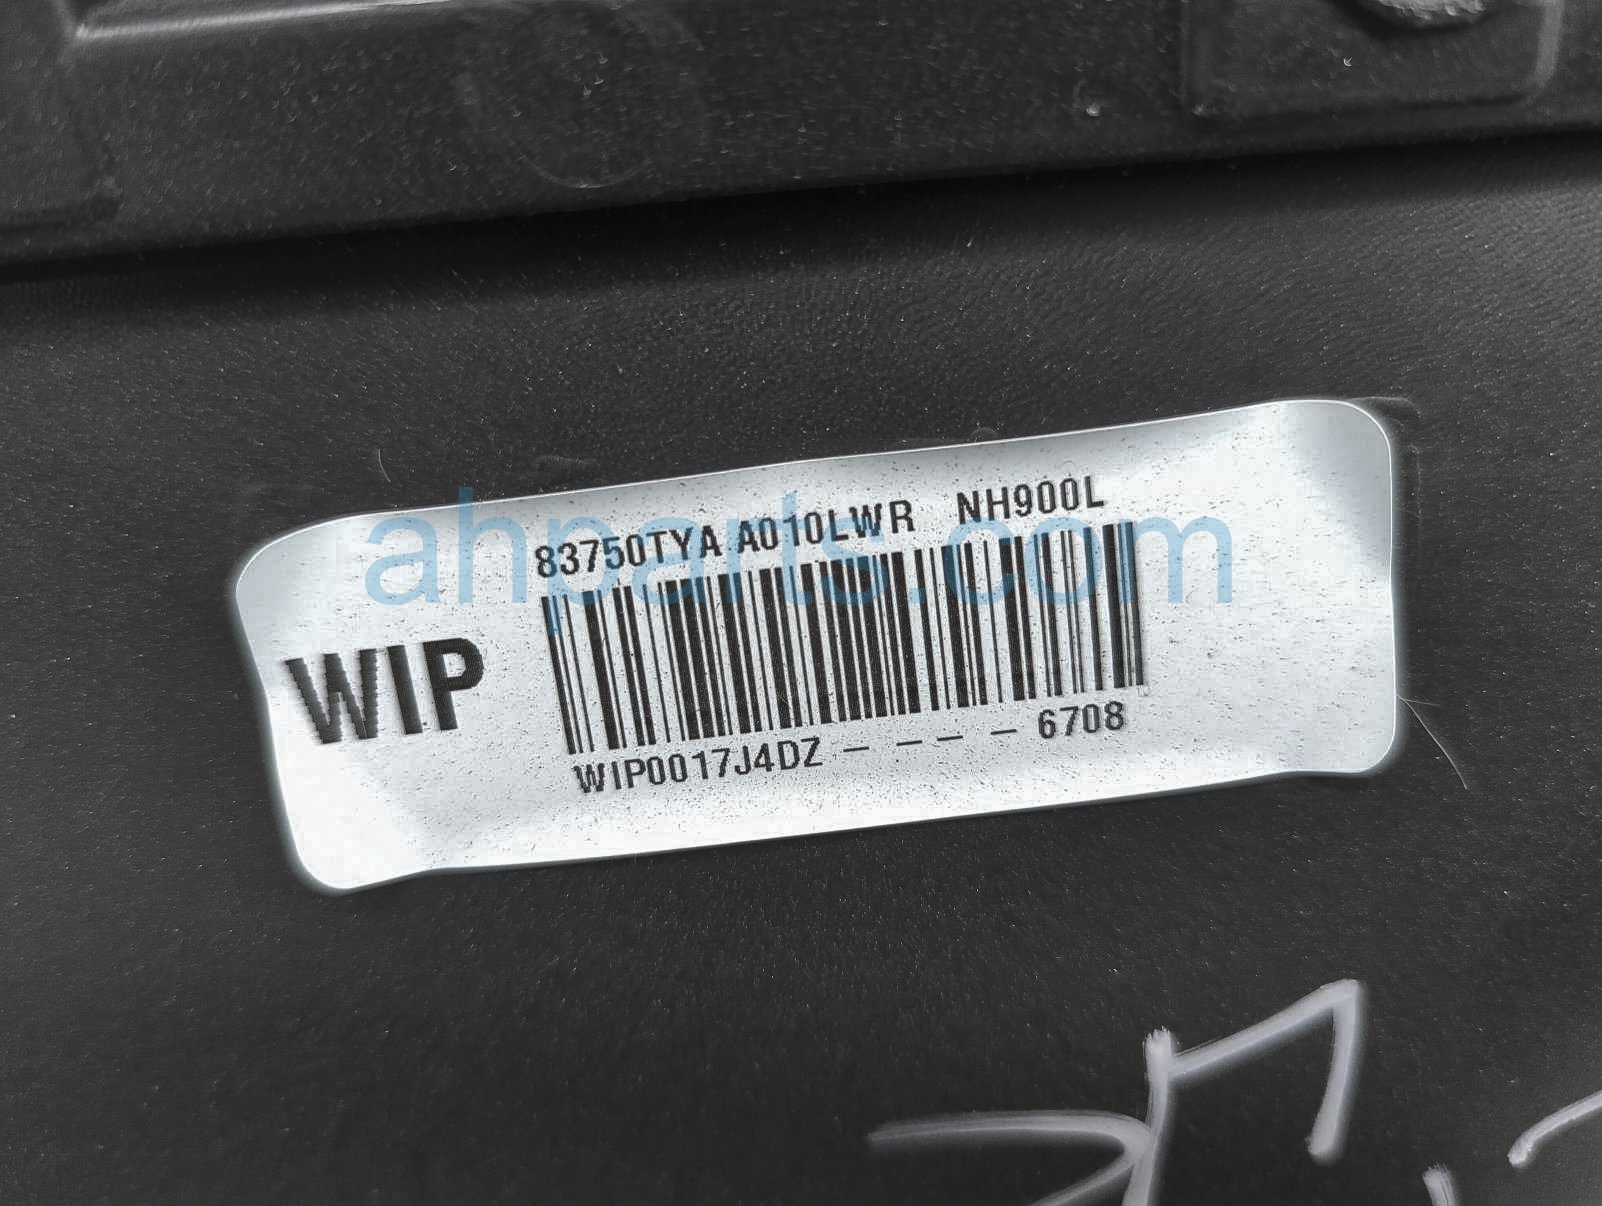 83750TYA A010LWR NH900L
WIP
WIP0017J4DZ - - - - 6708
ahparts.com